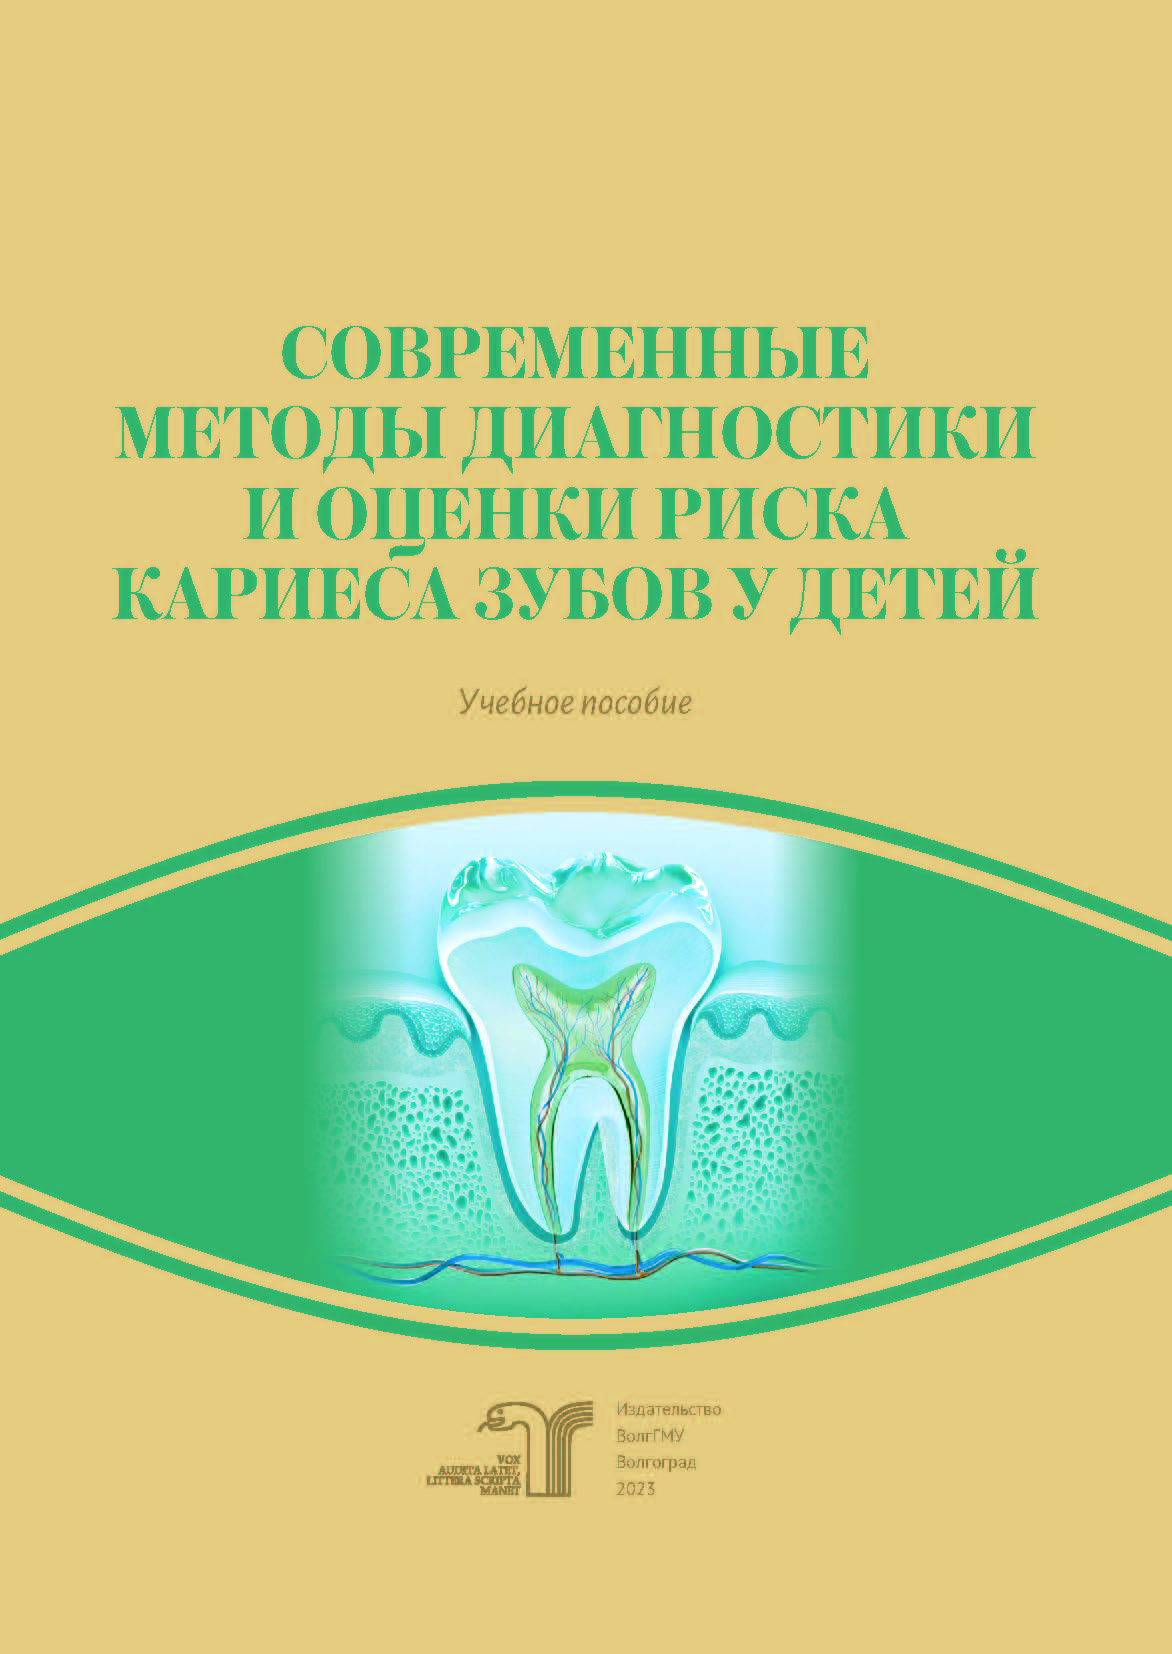 СОВРЕМЕННЫЕ
МЕТОДЫ ДИАГНОСТИКИ
И ОЦЕНКИ РИСКА
КАРИЕСА ЗУБОВ У ДЕТЕЙ
Учебное пособие
VOX
AUDITA LATET,
LITTERA SCRIPTA
MANET
Издательство
ВолгГМУ
Волгоград
2023